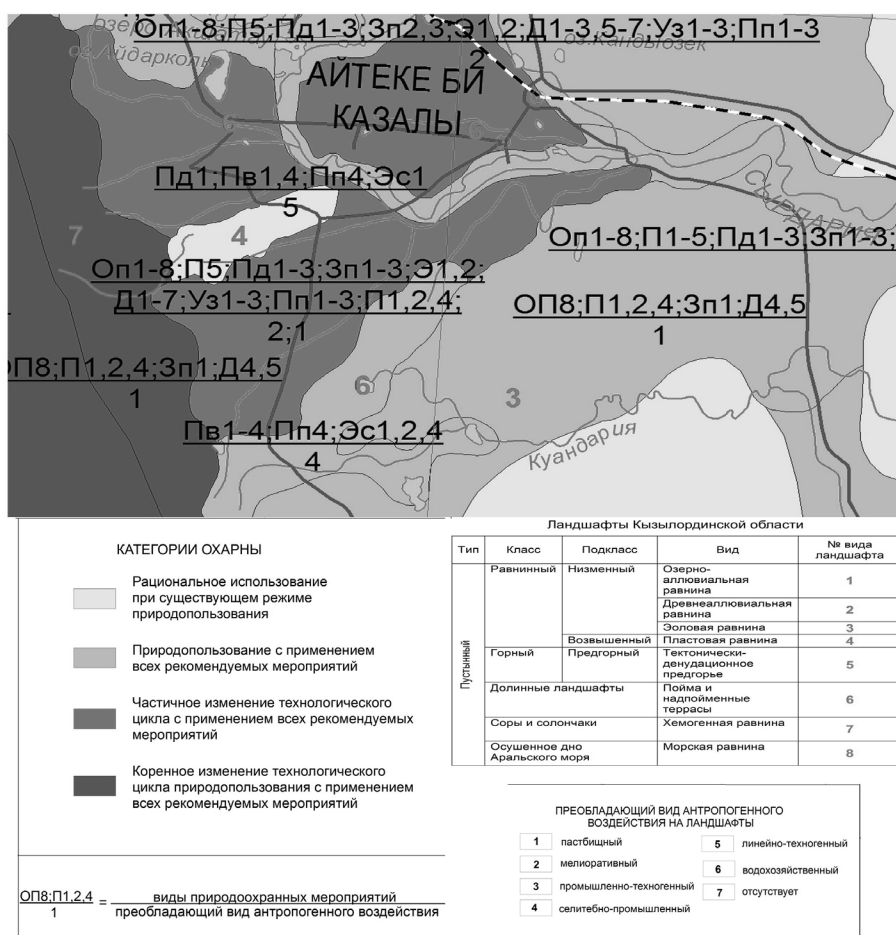 Оп1-8;П5;Пд1-3;Зп2,3;Э1,2;Д1-3,5-7;Уз1-3;Пп1-3
2
оз.Айдарколь
оз.Кандыозек
АЙТЕКЕ БИ
КАЗАЛЫ
6
6
Пд1;Пв1,4;Пп4;Эс1
5
7
4
СЫРДАРИЯ
Оп1-8;П1-5;Пд1-3;Зп1-3;
Оп1-8;П5;Пд1-3;Зп1-3;Э1,2;
Д1-7;Уз1-3;Пп1-3;П1,2,4;
2;1
ОП8;П1,2,4;Зп1;Д4,5
1
ОП8;П1,2,4;Зп1;Д4,5
1
6
3
Пв1-4;Пп4;Эс1,2,4
4
Куандария
КАТЕГОРИИ ОХАРНЫ
Рациональное использование
при существующем режиме
природопользования
Природопользование с применением
всех рекомендуемых мероприятий
Частичное изменение технологического
цикла с применением всех рекомендуемых
мероприятий
Коренное изменение технологического
цикла природопользования с применением
всех рекомендуемых мероприятий
ОП8;П1,2,4
1
=
виды природоохранных мероприятий
преобладающий вид антропогенного воздействия
Ландшафты Кызылординской области
Тип Класс Подкласс Вид № вида
ландшафта
Пустынный
Равнинный Низменный Озерно-
аллювиальная
равнина
1
Древнеаллювиальная
равнина
2
Эоловая равнина 3
Возвышенный Пластовая равнина 4
Горный Предгорный Тектонически-
денудационное
предгорье
5
Долинные ландшафты Пойма и
надпойменные
террасы
6
Соры и солончаки Хемогенная равнина 7
Осушенное дно
Аральского моря
Морская равнина 8
ПРЕОБЛАДАЮЩИЙ ВИД АНТРОПОГЕННОГО
ВОЗДЕЙСТВИЯ НА ЛАНДШАФТЫ
1 пастбищный
2 мелиоративный
3 промышленно-техногенный
4 селитебно-промышленный
5 линейно-техногенный
6 водохозяйственный
7 отсутствует